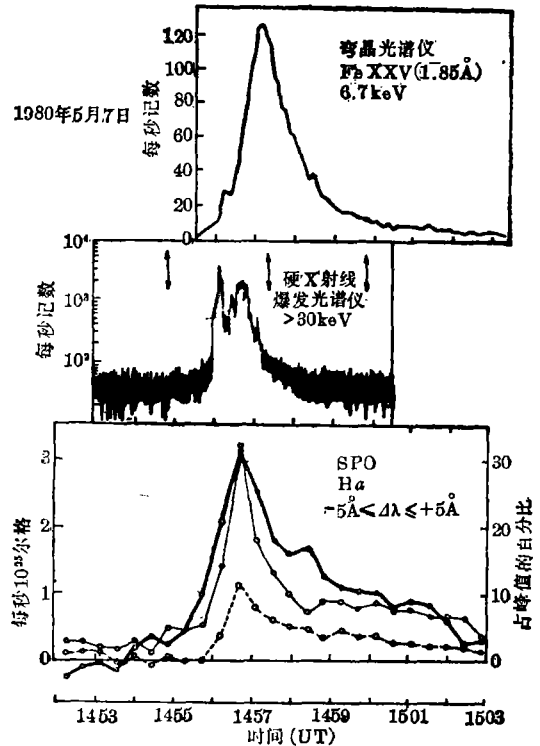 120
100
80
60
40
20
0
每秒记数
弯晶光谱仪
Fe XXV(1.85Å)
6.7keV
1980年5月7日
10⁴
10³
10²
每秒记数
硬X射线
爆发光谱仪
>30keV
3
2
1
0
每秒10²⁵尔格
SPO
Hα
-5Å≤Δλ≤+5Å
30
20
10
0
占峰值的百分比
1453 1455 1457 1459 1501 1503
时间(UT)